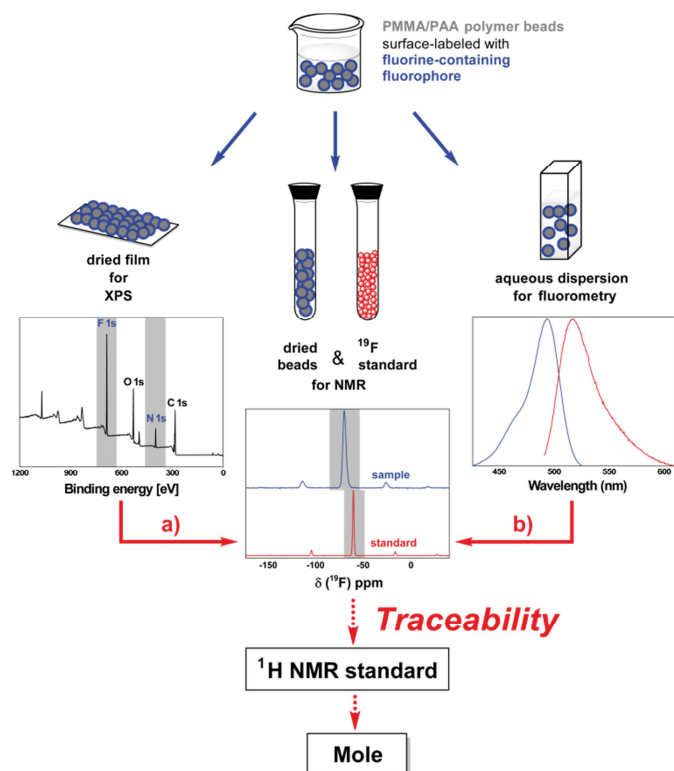 PMMA/PAA polymer beads
surface-labeled with
fluorine-containing
fluorophore
dried film
for
XPS
dried
beads
&
¹⁹F
standard
for NMR
aqueous dispersion
for fluorometry
F 1s
O 1s
N 1s
C 1s
1200 900 600 300 0
Binding energy [eV]
sample
standard
-150 -100 -50 0
δ (¹⁹F) ppm
450 500 550 600
Wavelength (nm)
a)
b)
Traceability
¹H NMR standard
Mole